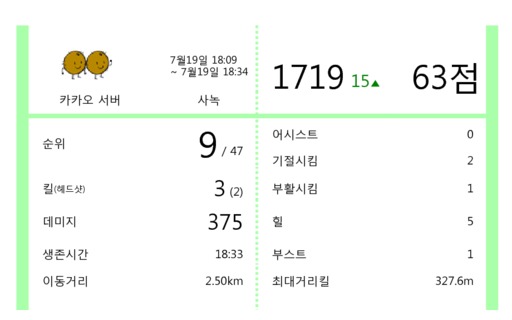 7월19일 18:09
~ 7월19일 18:34
카카오 서버
사녹
1719 15▲
63점
순위
9 / 47
킬(헤드샷)
3 (2)
데미지
375
생존시간
18:33
이동거리
2.50km
어시스트
0
기절시킴
2
부활시킴
1
힐
5
부스트
1
최대거리킬
327.6m